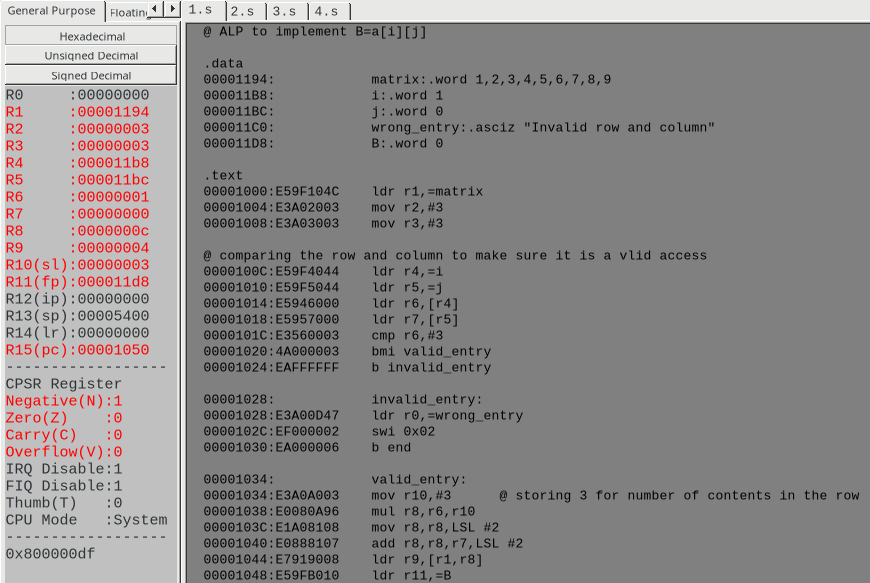 General Purpose
Floatin
1.s 2.s 3.s 4.s
Hexadecimal
Unsigned Decimal
Signed Decimal
R0 :00000000
R1 :00001194
R2 :00000003
R3 :00000003
R4 :000011b8
R5 :000011bc
R6 :00000001
R7 :00000000
R8 :0000000c
R9 :00000004
R10(sl):00000003
R11(fp):000011d8
R12(ip):00000000
R13(sp):00005400
R14(lr):00000000
R15(pc):00001050
------------------
CPSR Register
Negative(N):1
Zero(Z) :0
Carry(C) :0
Overflow(V):0
IRQ Disable:1
FIQ Disable:1
Thumb(T) :0
CPU Mode :System
------------------
0x800000df
@ ALP to implement B=a[i][j]
.data
00001194: matrix:.word 1,2,3,4,5,6,7,8,9
000011B8: i:.word 1
000011BC: j:.word 0
000011C0: wrong_entry:.asciz "Invalid row and column"
000011D8: B:.word 0
.text
00001000:E59F104C ldr r1,=matrix
00001004:E3A02003 mov r2,#3
00001008:E3A03003 mov r3,#3
@ comparing the row and column to make sure it is a vlid access
0000100C:E59F4044 ldr r4,=i
00001010:E59F5044 ldr r5,=j
00001014:E5946000 ldr r6,[r4]
00001018:E5957000 ldr r7,[r5]
0000101C:E3560003 cmp r6,#3
00001020:4A000003 bmi valid_entry
00001024:EAFFFFFF b invalid_entry
00001028: invalid_entry:
00001028:E3A00D47 ldr r0,=wrong_entry
0000102C:EF000002 swi 0x02
00001030:EA000006 b end
00001034: valid_entry:
00001034:E3A0A003 mov r10,#3 @ storing 3 for number of contents in the row
00001038:E0080A96 mul r8,r6,r10
0000103C:E1A08108 mov r8,r8,LSL #2
00001040:E0888107 add r8,r8,r7,LSL #2
00001044:E7919008 ldr r9,[r1,r8]
00001048:E59FB010 ldr r11,=B